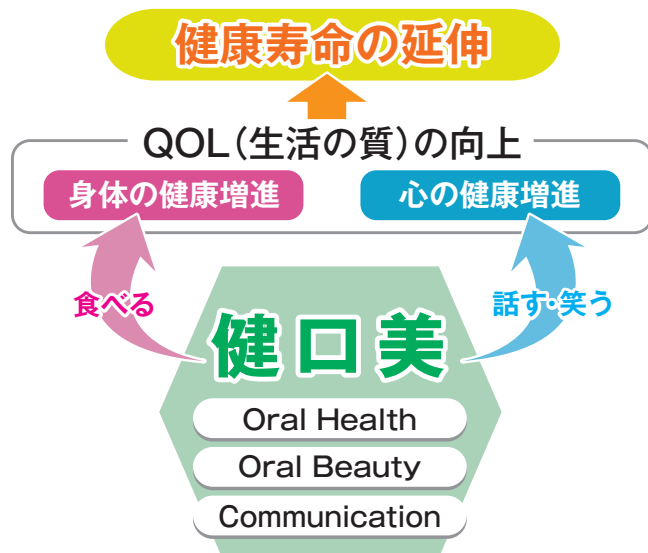 健康寿命の延伸
QOL（生活の質）の向上
身体の健康増進
心の健康増進
食べる
話す・笑う
健口美
Oral Health
Oral Beauty
Communication